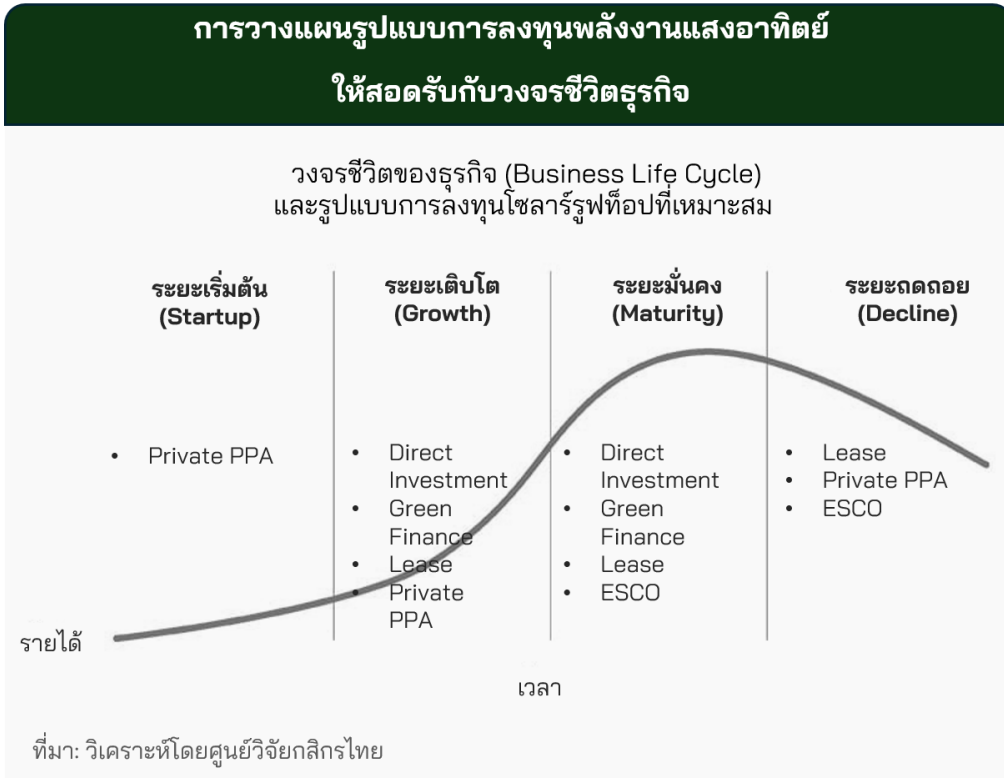 การวางแผนรูปแบบการลงทุนพลังงานแสงอาทิตย์
ให้สอดรับกับวงจรชีวิตธุรกิจ
วงจรชีวิตของธุรกิจ (Business Life Cycle)
และรูปแบบการลงทุนโซลาร์รูฟท็อปที่เหมาะสม
ระยะเริ่มต้น
(Startup)
• Private PPA
ระยะเติบโต
(Growth)
• Direct
Investment
• Green
Finance
• Lease
• Private
PPA
ระยะมั่นคง
(Maturity)
• Direct
Investment
• Green
Finance
• Lease
• ESCO
ระยะถดถอย
(Decline)
• Lease
• Private PPA
• ESCO
รายได้
เวลา
ที่มา: วิเคราะห์โดยศูนย์วิจัยกสิกรไทย